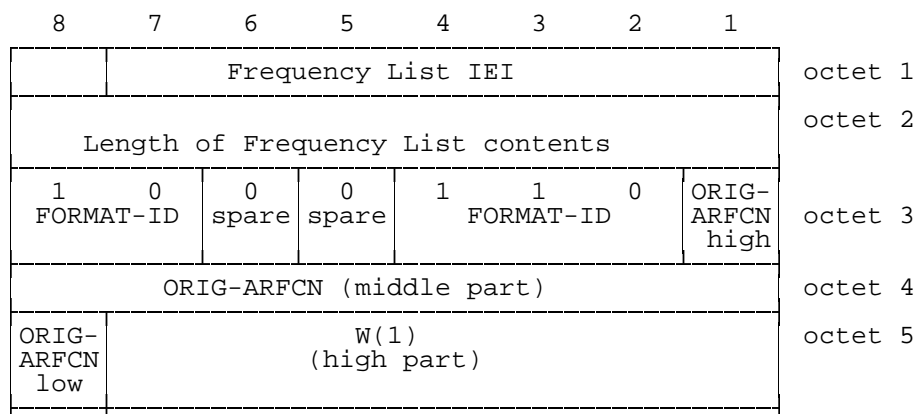 8 7 6 5 4 3 2 1
Frequency List IEI octet 1
octet 2
Length of Frequency List contents
1 0 0 0 1 1 0 ORIG-
FORMAT-ID spare spare FORMAT-ID ARFCN octet 3
high
ORIG-ARFCN (middle part) octet 4
ORIG- W(1) octet 5
ARFCN (high part)
low